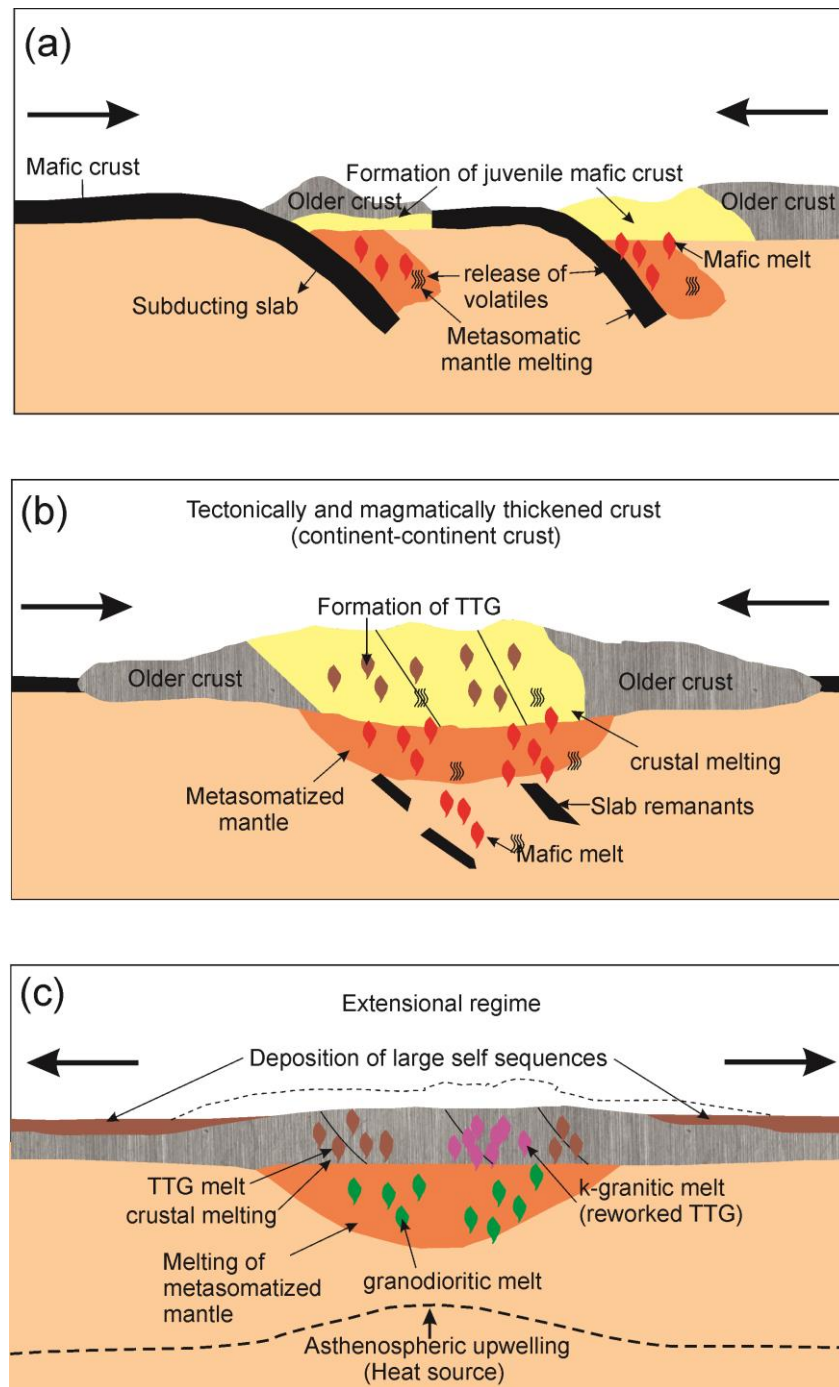 (a)
Mafic crust
Formation of juvenile mafic crust
Older crust
Older crust
Mafic melt
release of
volatiles
Subducting slab
Metasomatic
mantle melting
(b)
Tectonically and magmatically thickened crust
(continent-continent crust)
Formation of TTG
Older crust
Older crust
crustal melting
Metasomatized
mantle
Slab remanants
Mafic melt
(c)
Extensional regime
Deposition of large self sequences
TTG melt
crustal melting
k-granitic melt
(reworked TTG)
Melting of
metasomatized
mantle
granodioritic melt
Asthenospheric upwelling
(Heat source)